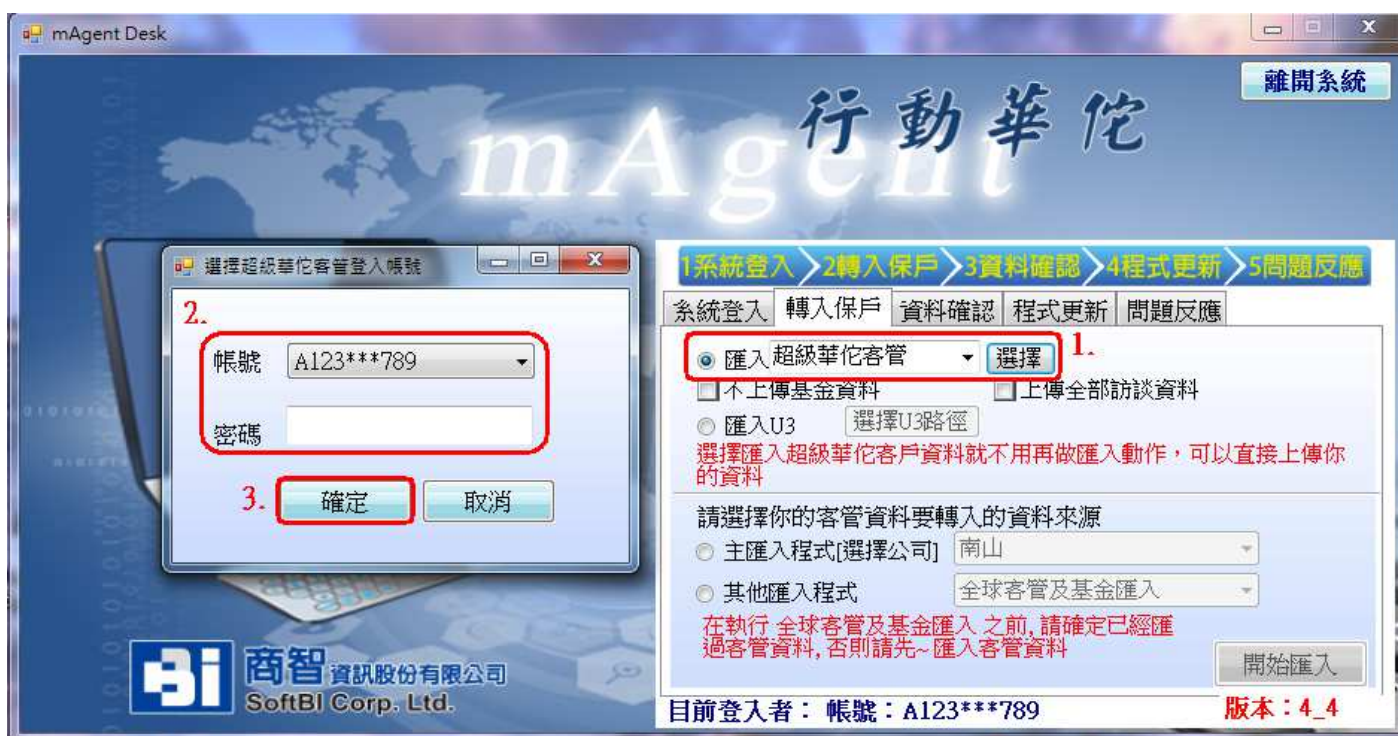 mAgent Desk
離開系統
行動華佗
mAgent
選擇超級華佗客管登入帳號
2.
帳號 A123***789
密碼
3. 確定 取消
1系統登入 2轉入保戶 3資料確認 4程式更新 5問題反應
系統登入 轉入保戶 資料確認 程式更新 問題反應
匯入 超級華佗客管 選擇 1.
不上傳基金資料 上傳全部訪談資料
匯入U3 選擇U3路徑
選擇匯入超級華佗客戶資料就不用再做匯入動作，可以直接上傳你
的資料
請選擇你的客管資料要轉入的資料來源
主匯入程式[選擇公司] 南山
其他匯入程式 全球客管及基金匯入
在執行 全球客管及基金匯入 之前, 請確定已經匯
過客管資料, 否則請先~匯入客管資料
開始匯入
Bi 商智 資訊股份有限公司
SoftBI Corp. Ltd.
目前登入者： 帳號：A123***789 版本：4_4